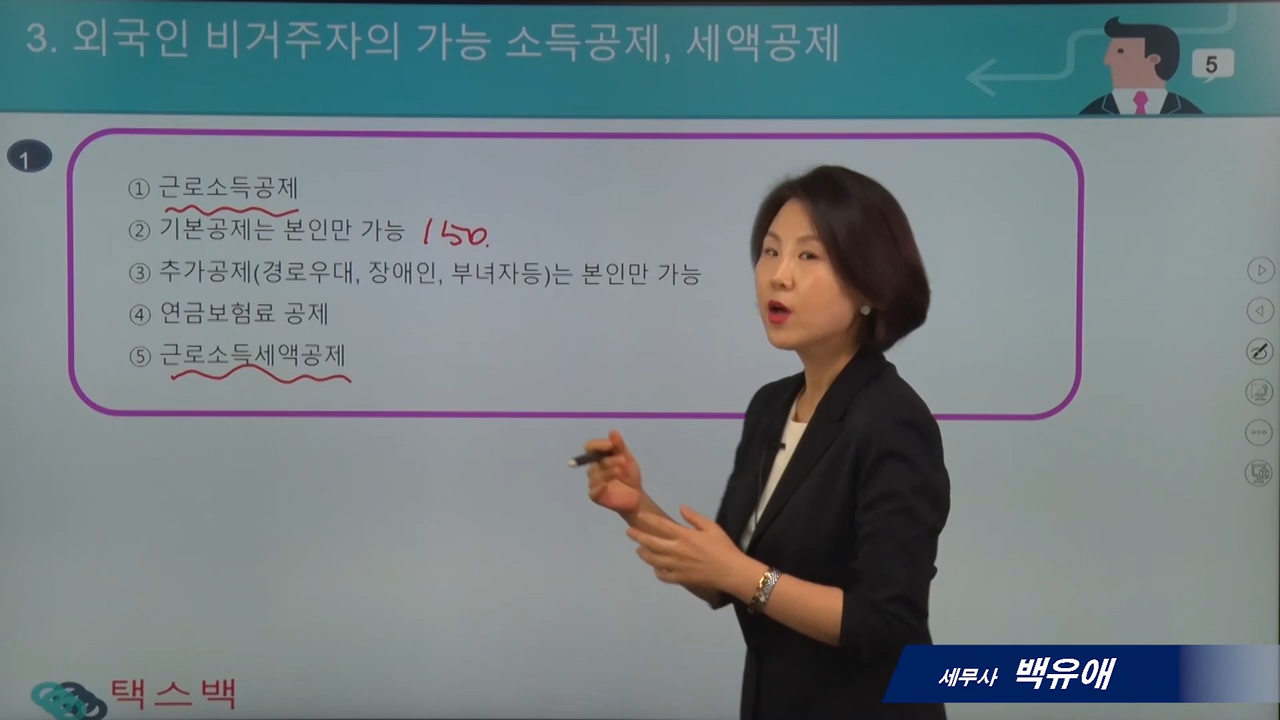 3. 외국인 비거주자의 가능 소득공제, 세액공제
5
1
① 근로소득공제
② 기본공제는 본인만 가능 150.
③ 추가공제(경로우대, 장애인, 부녀자등)는 본인만 가능
④ 연금보험료 공제
⑤ 근로소득세액공제
택스백
세무사 백유애